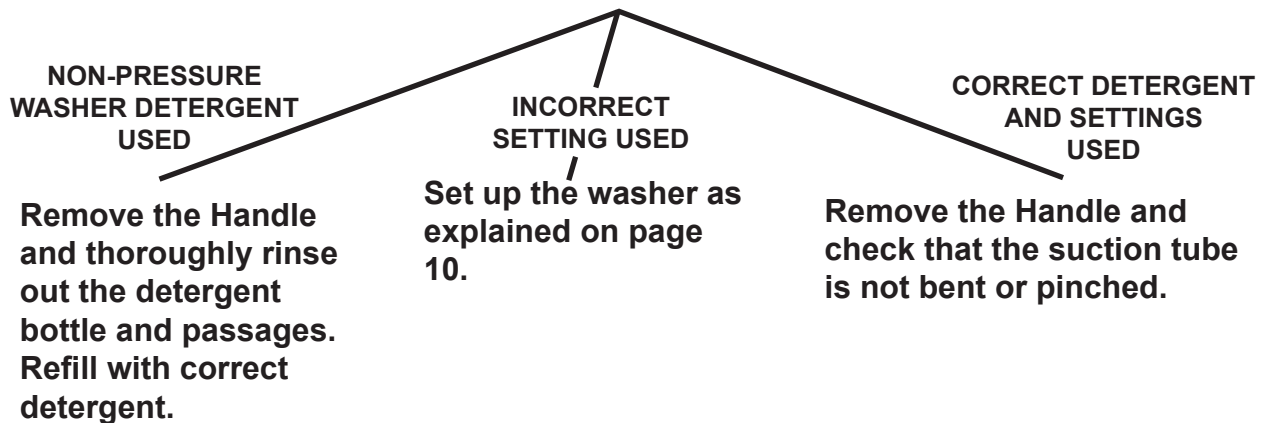 NON-PRESSURE
WASHER DETERGENT
USED
Remove the Handle
and thoroughly rinse
out the detergent
bottle and passages.
Refill with correct
detergent.
INCORRECT
SETTING USED
Set up the washer as
explained on page
10.
CORRECT DETERGENT
AND SETTINGS
USED
Remove the Handle and
check that the suction tube
is not bent or pinched.